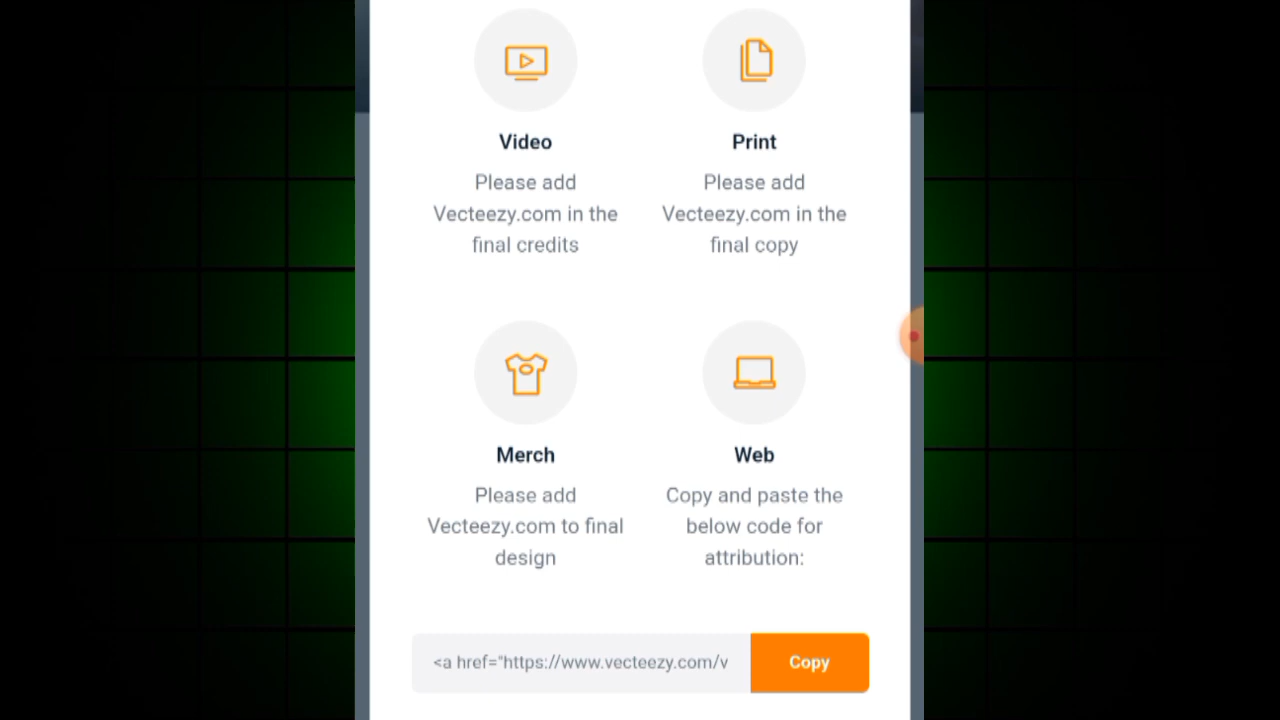 Video
Please add
Vecteezy.com in the
final credits
Print
Please add
Vecteezy.com in the
final copy
Merch
Please add
Vecteezy.com to final
design
Web
Copy and paste the
below code for
attribution:
<a href="https://www.vecteezy.com/v
Copy